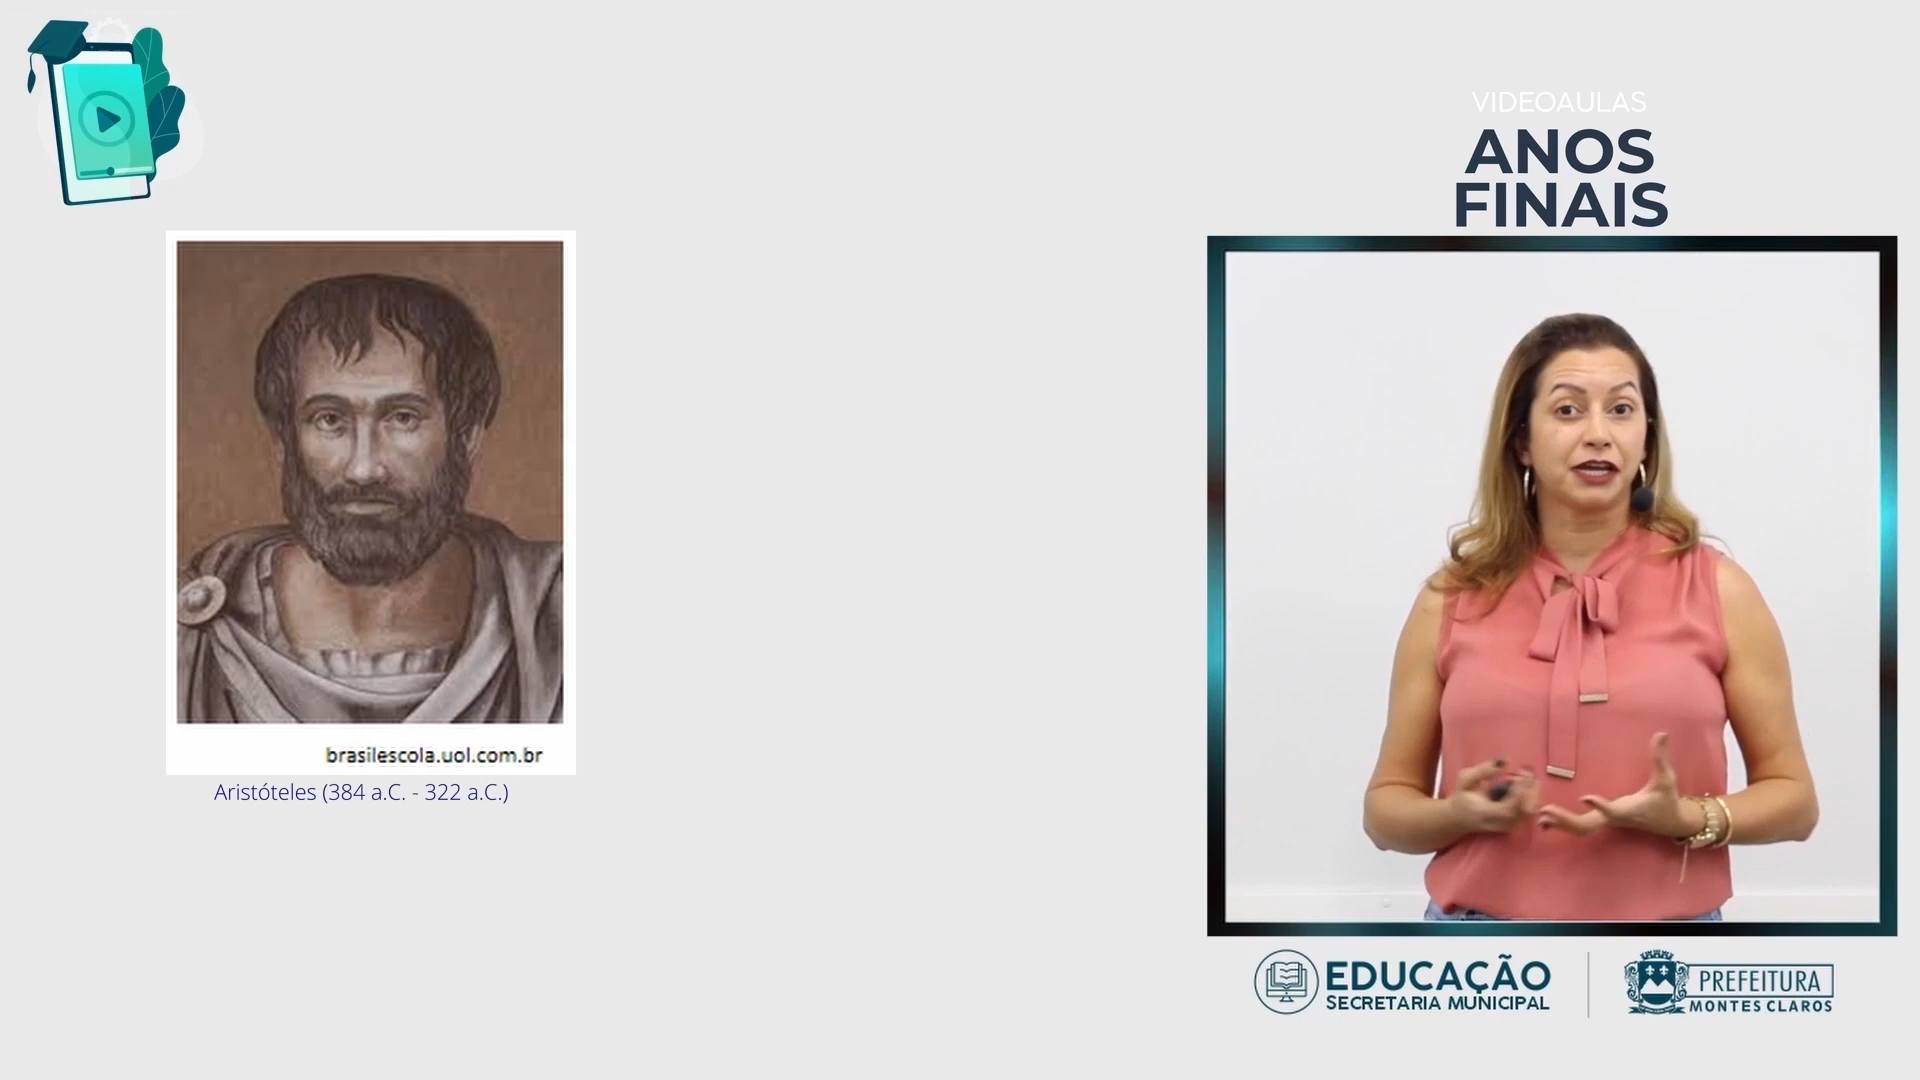 VIDEOAULAS
ANOS
FINAIS
brasilescola.uol.com.br
Aristóteles (384 a.C. - 322 a.C.)
EDUCAÇÃO
SECRETARIA MUNICIPAL
PREFEITURA
MONTES CLAROS